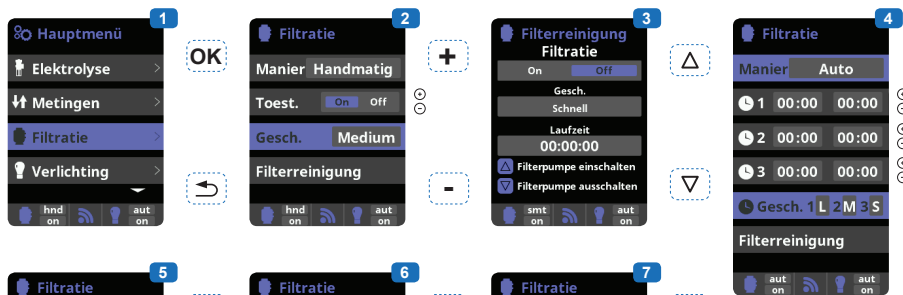 1
Hauptmenü
Elektrolyse
Metingen
Filtratie
Verlichting
hnd
on
aut
on
OK
2
Filtratie
Manier Handmatig
Toest. On Off
Gesch. Medium
Filterreinigung
hnd
on
aut
on
+
-
3
Filterreinigung
Filtratie
On Off
Gesch.
Schnell
Laufzeit
00:00:00
Filterpumpe einschalten
Filterpumpe ausschalten
smt
on
aut
on
4
Filtratie
Manier Auto
1 00:00 00:00
2 00:00 00:00
3 00:00 00:00
Gesch. 1 L 2 M 3 S
Filterreinigung
aut
on
aut
on
5
Filtratie
6
Filtratie
7
Filtratie